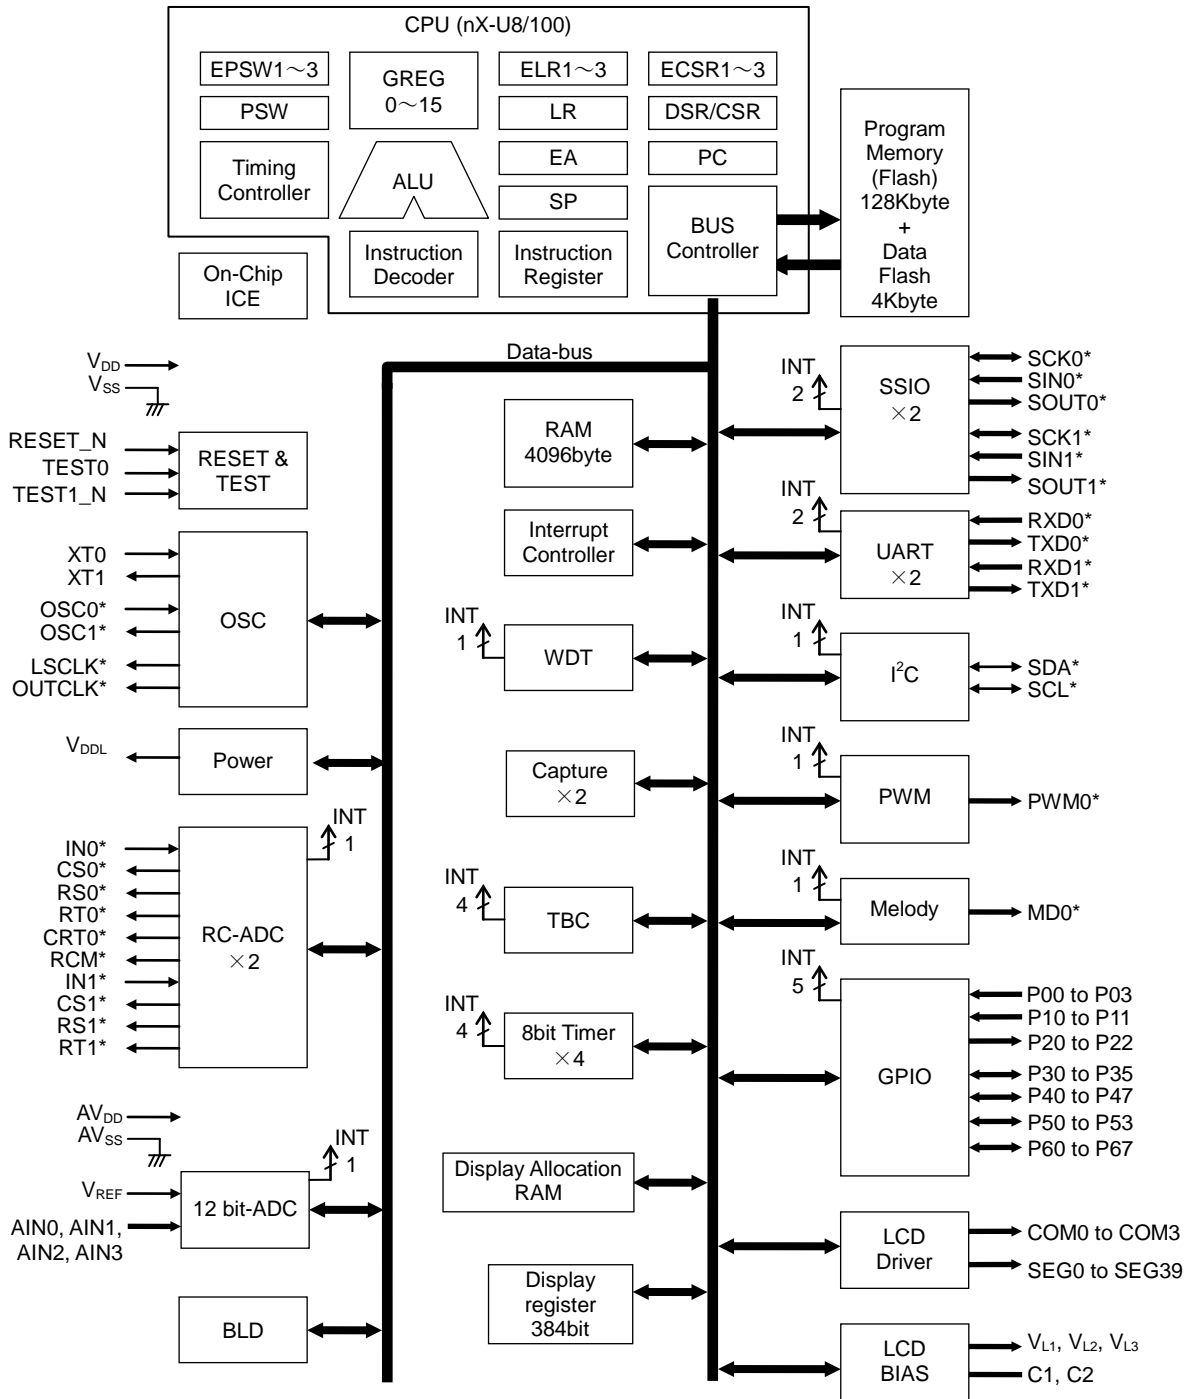 CPU (nX-U8/100)
EPSW1～3
GREG
0～15
ELR1～3
ECSR1～3
PSW
LR
DSR/CSR
Timing
Controller
ALU
EA
PC
SP
BUS
Controller
Instruction
Decoder
Instruction
Register
On-Chip
ICE
Program
Memory
(Flash)
128Kbyte
+
Data
Flash
4Kbyte
Data-bus
VDD
VSS
RESET_N
TEST0
TEST1_N
RESET &
TEST
XT0
XT1
OSC0*
OSC1*
LSCLK*
OUTCLK*
OSC
VDDL
Power
IN0*
CS0*
RS0*
RT0*
CRT0*
RCM*
IN1*
CS1*
RS1*
RT1*
RC-ADC
×2
INT
1
AVDD
AVSS
VREF
AIN0, AIN1,
AIN2, AIN3
12 bit-ADC
INT
1
BLD
RAM
4096byte
Interrupt
Controller
INT
1
WDT
Capture
×2
INT
4
TBC
INT
4
8bit Timer
×4
Display Allocation
RAM
Display
register
384bit
INT
2
SSIO
×2
SCK0*
SIN0*
SOUT0*
SCK1*
SIN1*
SOUT1*
INT
2
UART
×2
RXD0*
TXD0*
RXD1*
TXD1*
INT
1
I²C
SDA*
SCL*
INT
1
PWM
PWM0*
INT
1
Melody
MD0*
INT
5
GPIO
P00 to P03
P10 to P11
P20 to P22
P30 to P35
P40 to P47
P50 to P53
P60 to P67
LCD
Driver
COM0 to COM3
SEG0 to SEG39
LCD
BIAS
VL1, VL2, VL3
C1, C2